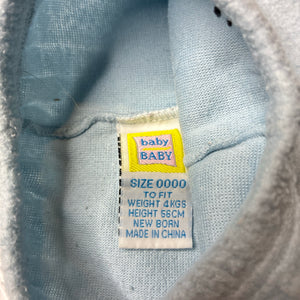 baby
BABY
SIZE 0000
TO FIT
WEIGHT 4KGS
HEIGHT 56CM
NEW BORN
MADE IN CHINA